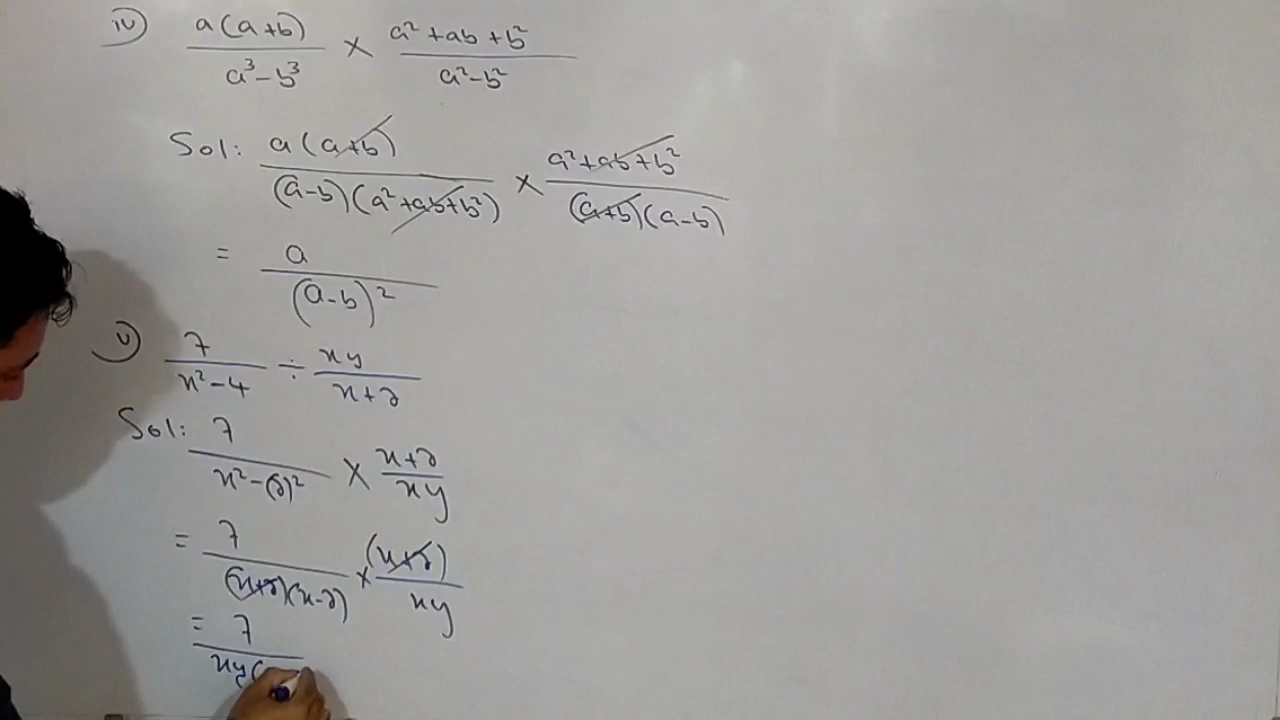 iv) a(a+b)/(a³-b³) × (a²+ab+b²)/(a²-b²)
Sol: a(a+b)/((a-b)(a²+ab+b²)) × (a²+ab+b²)/((a+b)(a-b))
= a/(a-b)²
v) 7/(x²-4) ÷ xy/(x+2)
Sol: 7/(x²-(2)²) × (x+2)/xy
= 7/((x+2)(x-2)) × (x+2)/xy
= 7/xy(